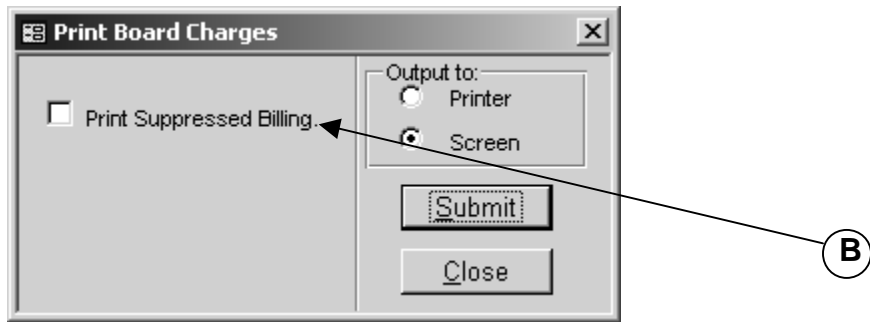 Print Board Charges
Print Suppressed Billing.
Output to:
Printer
Screen
Submit
Close
B